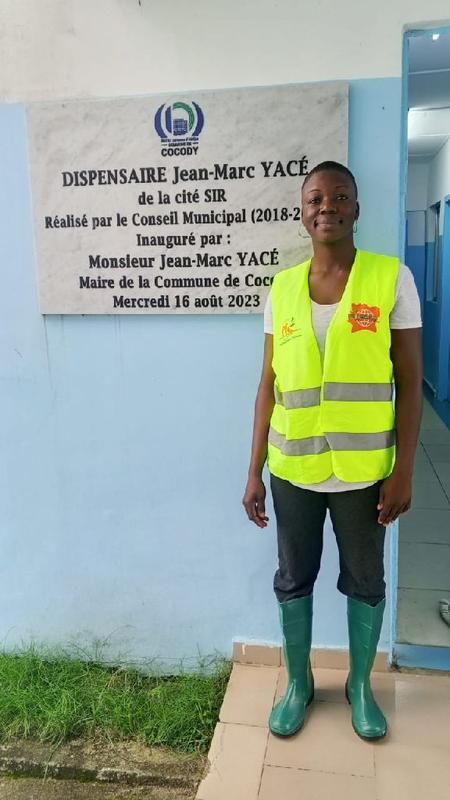 COCODY
DISPENSAIRE Jean-Marc YACÉ
de la cité SIR
Réalisé par le Conseil Municipal (2018-2
Inauguré par :
Monsieur Jean-Marc YACÉ
Maire de la Commune de Coco
Mercredi 16 août 2023